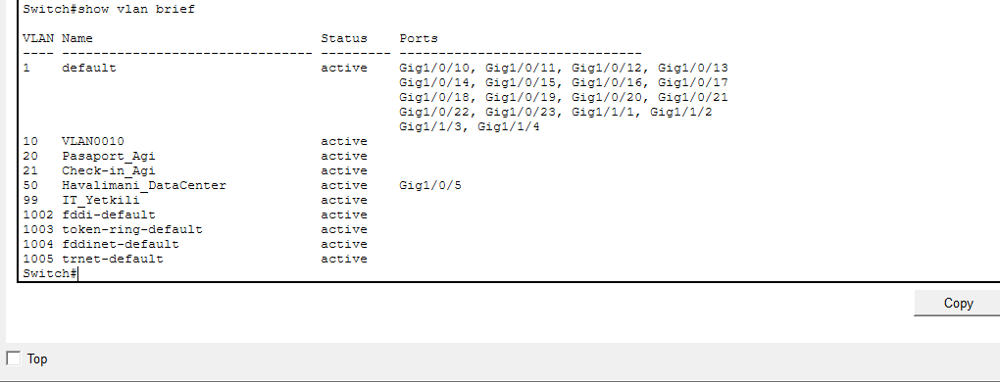 Switch#show vlan brief
VLAN Name Status Ports
---- -------------------------------- --------- -------------------------------
1 default active Gig1/0/10, Gig1/0/11, Gig1/0/12, Gig1/0/13
Gig1/0/14, Gig1/0/15, Gig1/0/16, Gig1/0/17
Gig1/0/18, Gig1/0/19, Gig1/0/20, Gig1/0/21
Gig1/0/22, Gig1/0/23, Gig1/1/1, Gig1/1/2
Gig1/1/3, Gig1/1/4
10 VLAN0010 active
20 Pasaport_Agi active
21 Check-in_Agi active
50 Havalimani_DataCenter active Gig1/0/5
99 IT_Yetkili active
1002 fddi-default active
1003 token-ring-default active
1004 fddinet-default active
1005 trnet-default active
Switch#
Copy
Top